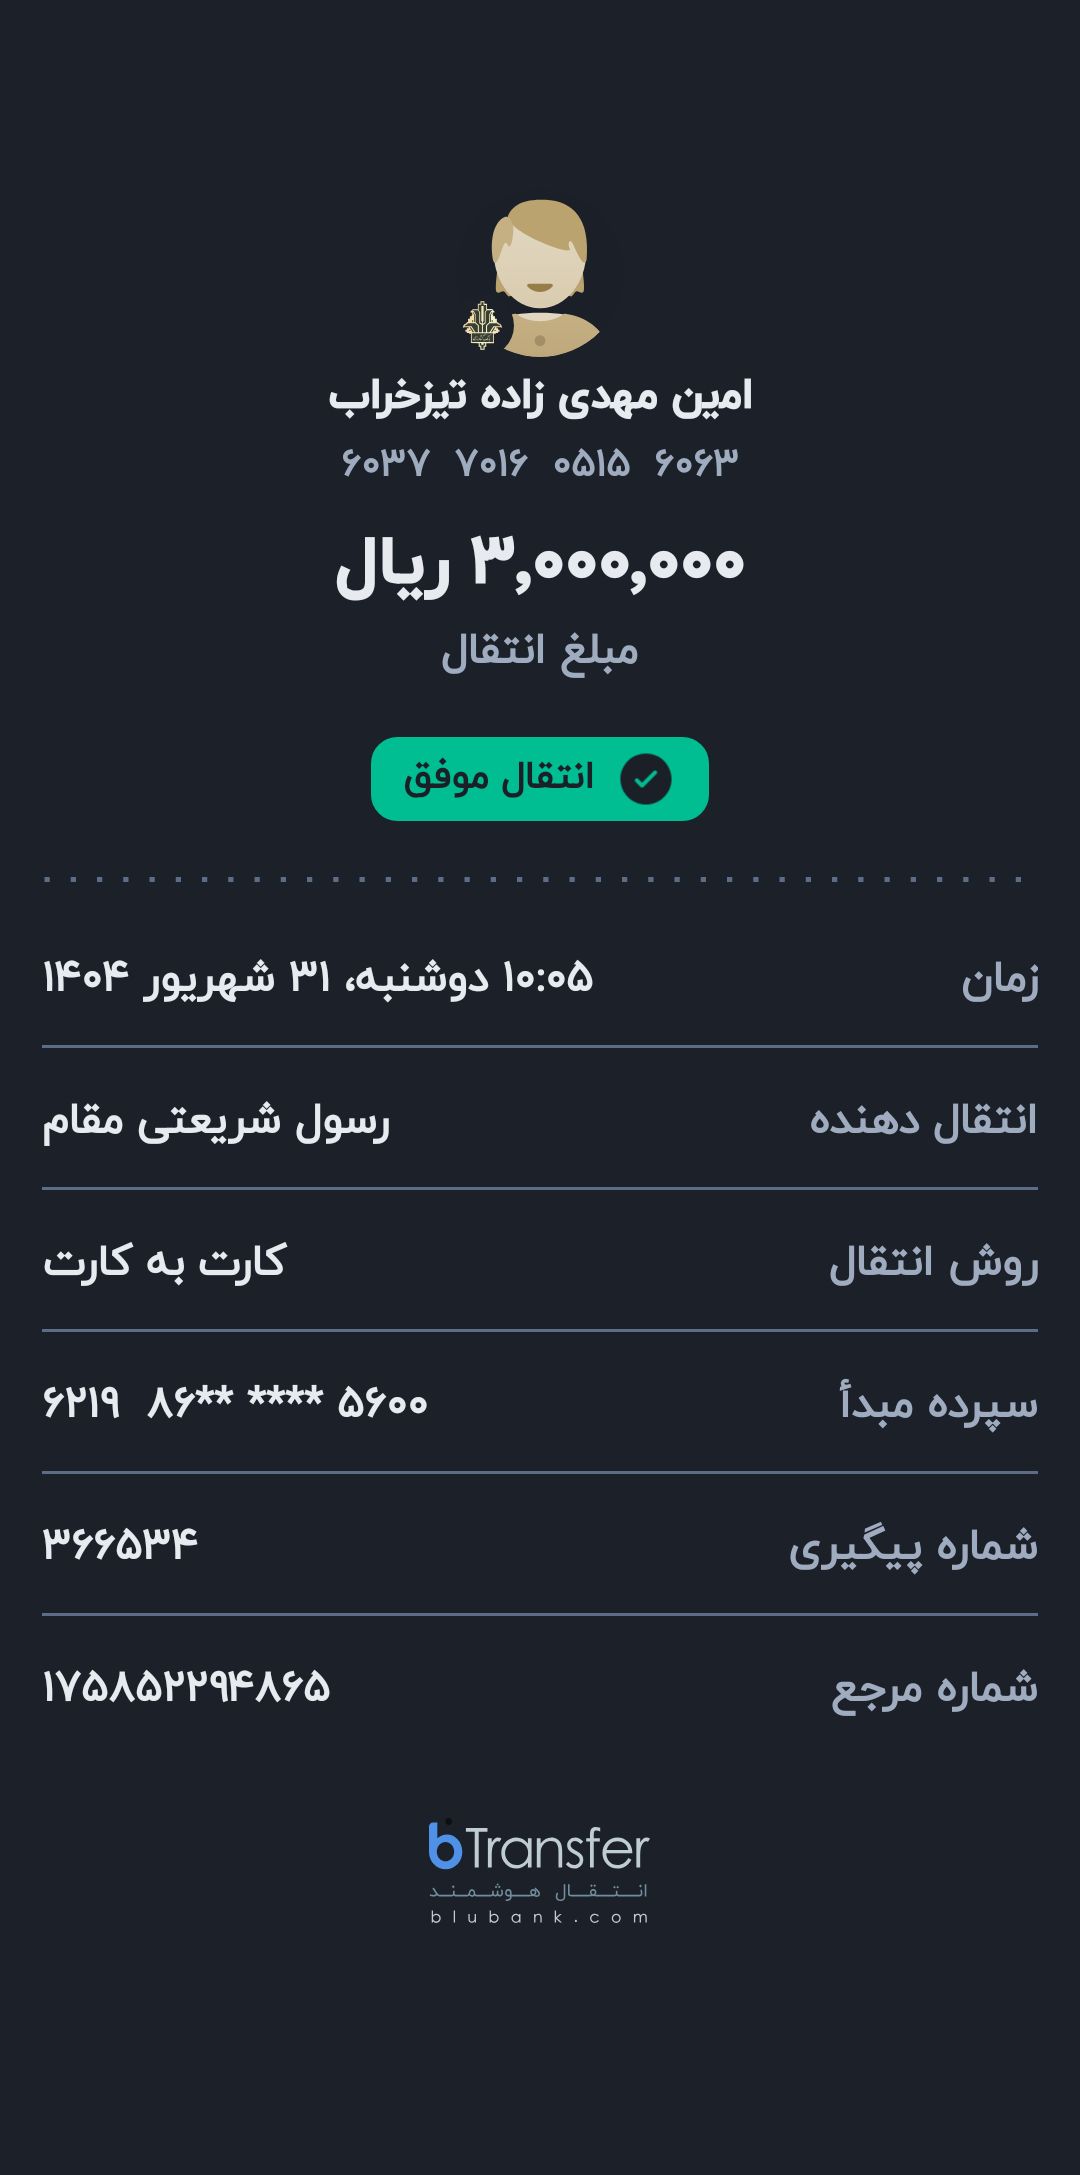 امین مهدی زاده تیزخراب
۶۰۳۷ ۷۰۱۶ ۰۵۱۵ ۶۰۶۳
۳,۰۰۰,۰۰۰ ریال
مبلغ انتقال
انتقال موفق
زمان ۱۰:۰۵ دوشنبه، ۳۱ شهریور ۱۴۰۴
انتقال دهنده رسول شریعتی مقام
روش انتقال کارت به کارت
سپرده مبدأ ۶۲۱۹ ۸۶** **** ۵۶۰۰
شماره پیگیری ۳۶۶۵۳۴
شماره مرجع ۱۷۵۸۵۲۲۹۴۸۶۵
bTransfer
انـتـقـال هـوشـمـنـد
blubank.com